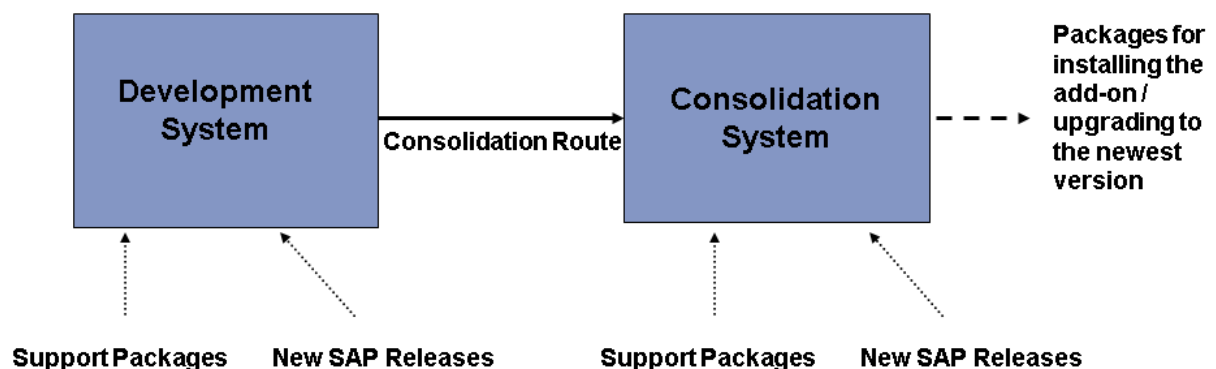 Development
System
Consolidation Route
Consolidation
System
Packages for
installing the
add-on /
upgrading to
the newest
version
Support Packages
New SAP Releases
Support Packages
New SAP Releases